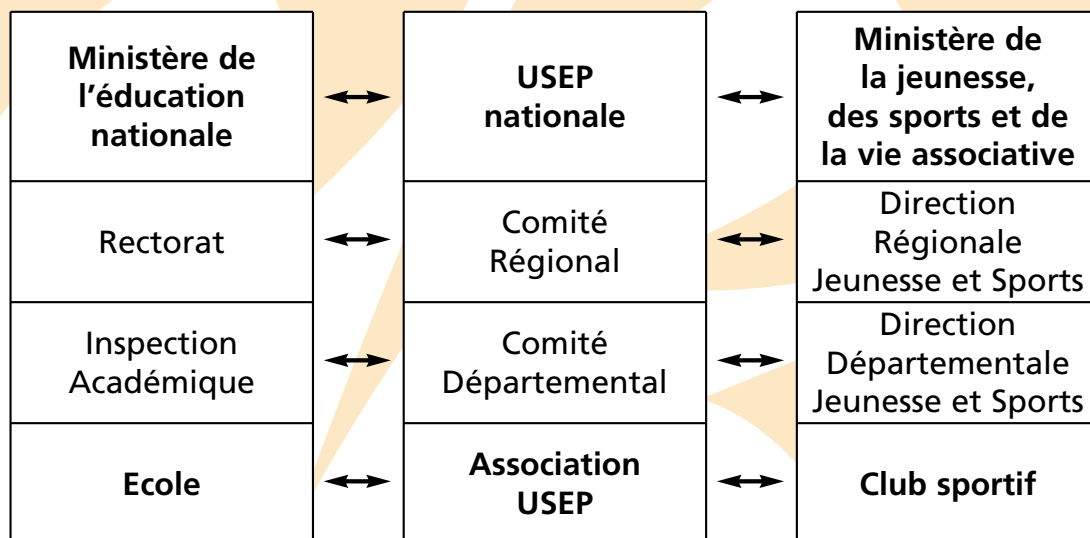 Ministère de
l'éducation
nationale
USEP
nationale
Ministère de
la jeunesse,
des sports et de
la vie associative
Rectorat
Comité
Régional
Direction
Régionale
Jeunesse et Sports
Inspection
Académique
Comité
Départemental
Direction
Départementale
Jeunesse et Sports
Ecole
Association
USEP
Club sportif